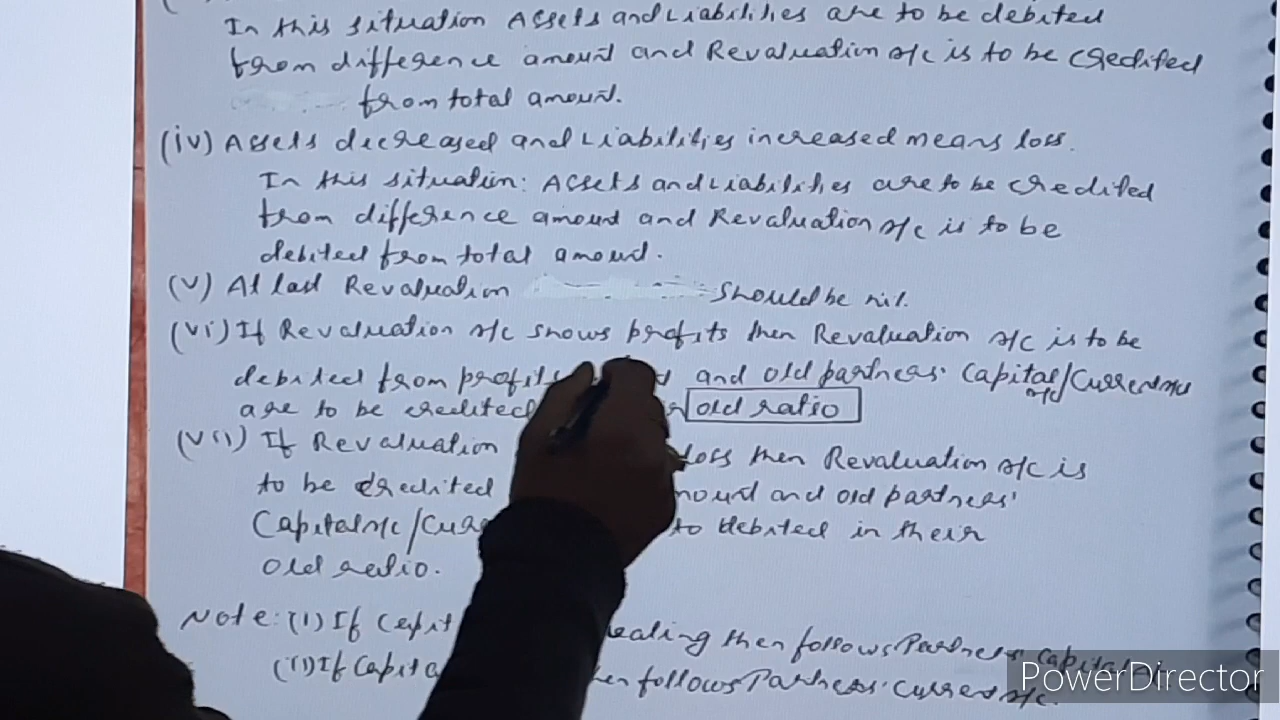 In this situation Assets and Liabilities are to be debited
from difference amount and Revaluation A/c is to be credited
from total amount.
(iv) Assets decreased and Liabilities increased means loss.
In this situation: Assets and Liabilities are to be credited
from difference amount and Revaluation A/c is to be
debited from total amount.
(v) At last Revaluation should be nil.
(vi) If Revaluation A/c shows profits then Revaluation A/c is to be
debited from profit and old partners' Capital/Current A/c
are to be credited old ratio
(vii) If Revaluation loss then Revaluation A/c is
to be credited and old partners'
Capital A/c/ to debited in their
old ratio.
Note: (i) If then follows Partners' Capital
(ii) If follows Partners' Current A/c.
PowerDirector